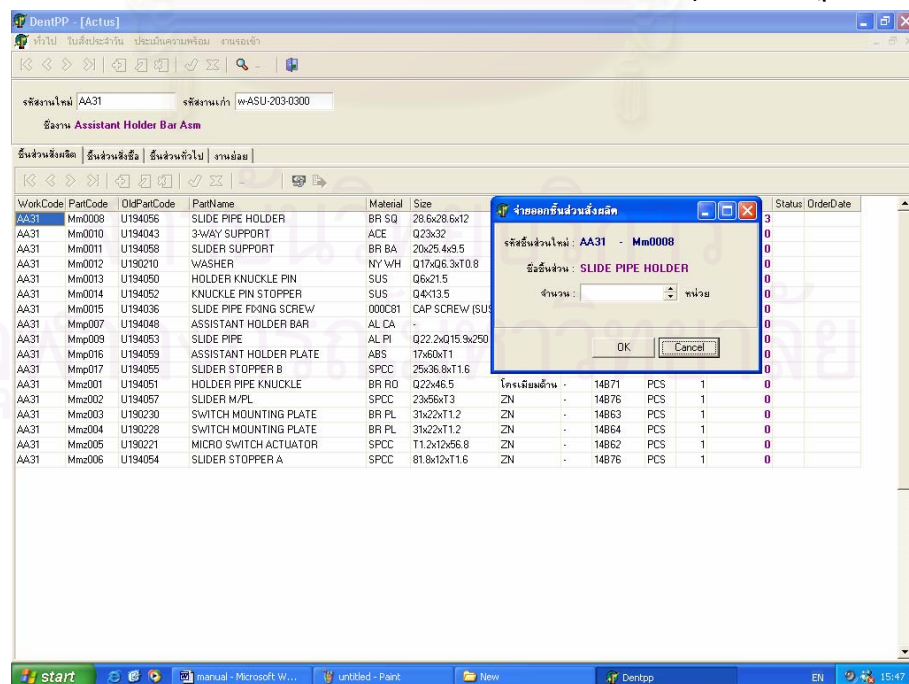 DentPP - [Actus]
ทั่วไป ใบสั่งประจำวัน ประเมินความพร้อม งานรอเข้า
รหัสงานใหม่ AA31 รหัสงานเก่า w-ASU-203-0300
ชื่องาน Assistant Holder Bar Asm
ชิ้นส่วนสั่งผลิต ชิ้นส่วนสั่งซื้อ ชิ้นส่วนทั่วไป งานย่อย
WorkCode PartCode OldPartCode PartName Material Size Status OrderDate
AA31 Mm0008 U194056 SLIDE PIPE HOLDER BR SQ 28.6x28.6x12 3
AA31 Mm0010 U194043 3-WAY SUPPORT ACE Q23x32 0
AA31 Mm0011 U194058 SLIDER SUPPORT BR BA 20x25.4x9.5 0
AA31 Mm0012 U190210 WASHER NY WH Q17xQ6.3xT0.8 0
AA31 Mm0013 U194050 HOLDER KNUCKLE PIN SUS Q6x21.5 0
AA31 Mm0014 U194052 KNUCKLE PIN STOPPER SUS Q4X13.5 0
AA31 Mm0015 U194036 SLIDE PIPE FIXING SCREW 000C81 CAP SCREW (SUS 0
AA31 Mmp007 U194048 ASSISTANT HOLDER BAR AL CA - 0
AA31 Mmp009 U194053 SLIDE PIPE AL PI Q22.2xQ15.9x250 0
AA31 Mmp016 U194059 ASSISTANT HOLDER PLATE ABS 17x60xT1 0
AA31 Mmp017 U194055 SLIDER STOPPER B SPCC 25x36.8xT1.6 0
AA31 Mmz001 U194051 HOLDER PIPE KNUCKLE BR RO Q22x46.5 โครเมียมด้าน - 14B71 PCS 1 0
AA31 Mmz002 U194057 SLIDER M/PL SPCC 23x56xT3 ZN - 14B76 PCS 1 0
AA31 Mmz003 U190230 SWITCH MOUNTING PLATE BR PL 31x22xT1.2 ZN - 14B63 PCS 1 0
AA31 Mmz004 U190228 SWITCH MOUNTING PLATE BR PL 31x22xT1.2 ZN - 14B64 PCS 1 0
AA31 Mmz005 U190221 MICRO SWITCH ACTUATOR SPCC T1.2x12x56.8 ZN - 14B62 PCS 1 0
AA31 Mmz006 U194054 SLIDER STOPPER A SPCC 81.8x12xT1.6 ZN - 14B76 PCS 1 0
จ่ายออกชิ้นส่วนสั่งผลิต
รหัสชิ้นส่วนใหม่ : AA31 - Mm0008
ชื่อชิ้นส่วน : SLIDE PIPE HOLDER
จำนวน : หน่วย
OK Cancel
start manual - Microsoft W... untitled - Paint New Dentpp EN 15:47